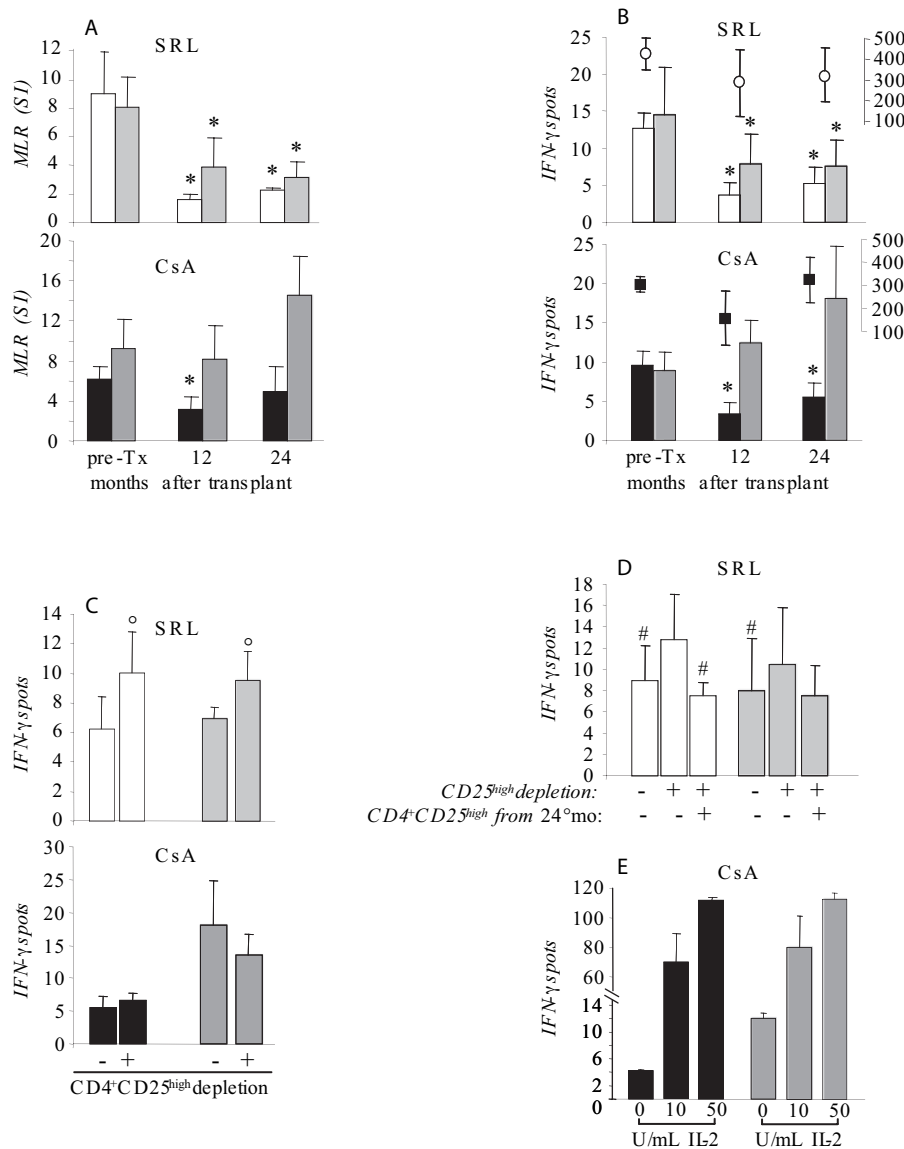 A
SRL
MLR (SI)
12
10
8
6
4
2
0
*
*
*
*
CsA
MLR (SI)
20
16
12
8
4
0
*
pre-Tx 12 24
months after transplant
B
SRL
IFN-γ spots
25
20
15
10
5
0
500
400
300
200
100
*
*
*
*
CsA
IFN-γ spots
25
20
15
10
5
0
500
400
300
200
100
*
*
pre-Tx 12 24
months after transplant
C
SRL
IFN-γ spots
14
12
10
8
6
4
2
0
°
°
CsA
IFN-γ spots
30
25
20
15
10
5
0
- + - +
CD4+CD25high depletion
D
SRL
IFN-γ spots
18
16
14
12
10
8
6
4
2
0
#
#
#
CD25high depletion: - + + - + +
CD4+CD25high from 24°mo: - - + - - +
E
CsA
IFN-γ spots
120
100
80
60
14
12
10
6
4
2
0
0 10 50 0 10 50
U/mL IL-2 U/mL IL-2